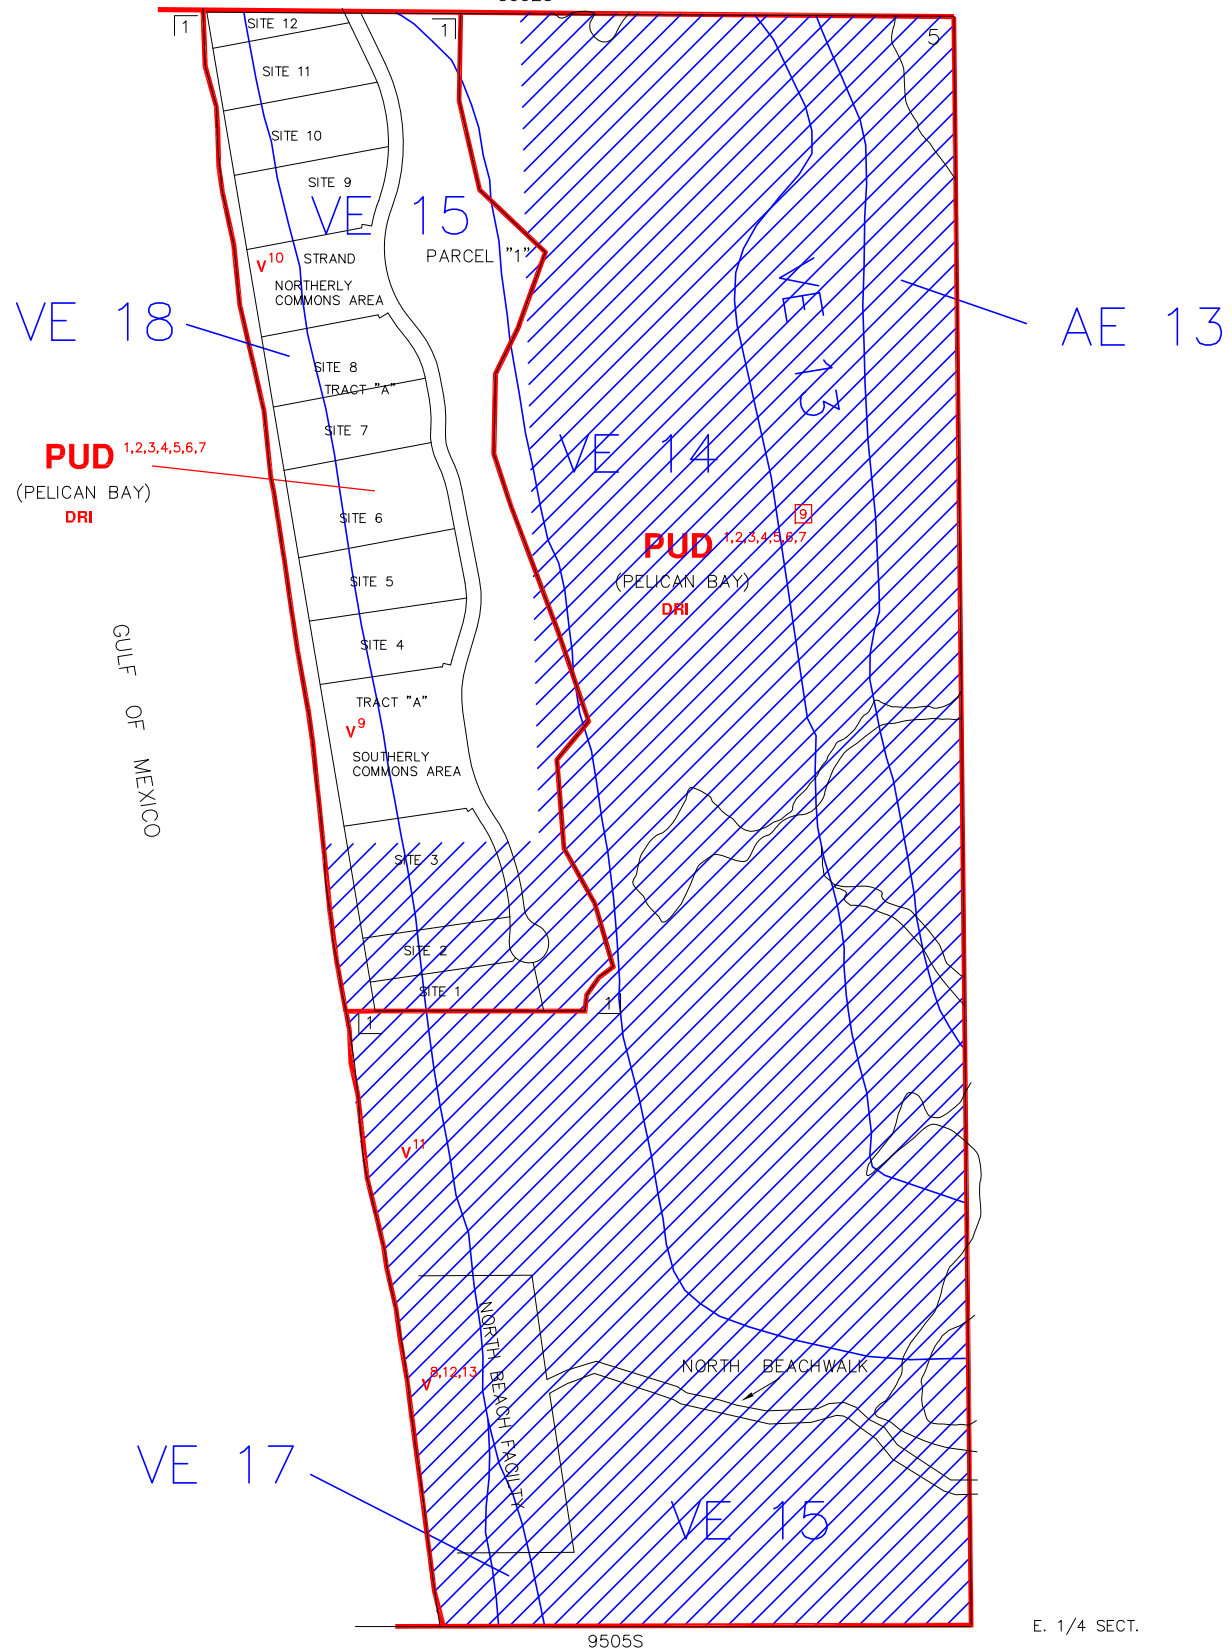 1
SITE 12
1
5
SITE 11
SITE 10
SITE 9
VE 15
PARCEL "1"
V10
STRAND
NORTHERLY
COMMONS AREA
VE 18
VE 13
AE 13
SITE 8
TRACT "A"
SITE 7
PUD 1,2,3,4,5,6,7
(PELICAN BAY)
DRI
VE 14
SITE 6
9
PUD 1,2,3,4,5,6,7
(PELICAN BAY)
DRI
SITE 5
SITE 4
GULF OF MEXICO
TRACT "A"
V9
SOUTHERLY
COMMONS AREA
SITE 3
SITE 2
SITE 1
1
1
V11
NORTH BEACH FACILITY
NORTH BEACHWALK
V8,12,13
VE 17
VE 15
E. 1/4 SECT.
9505S